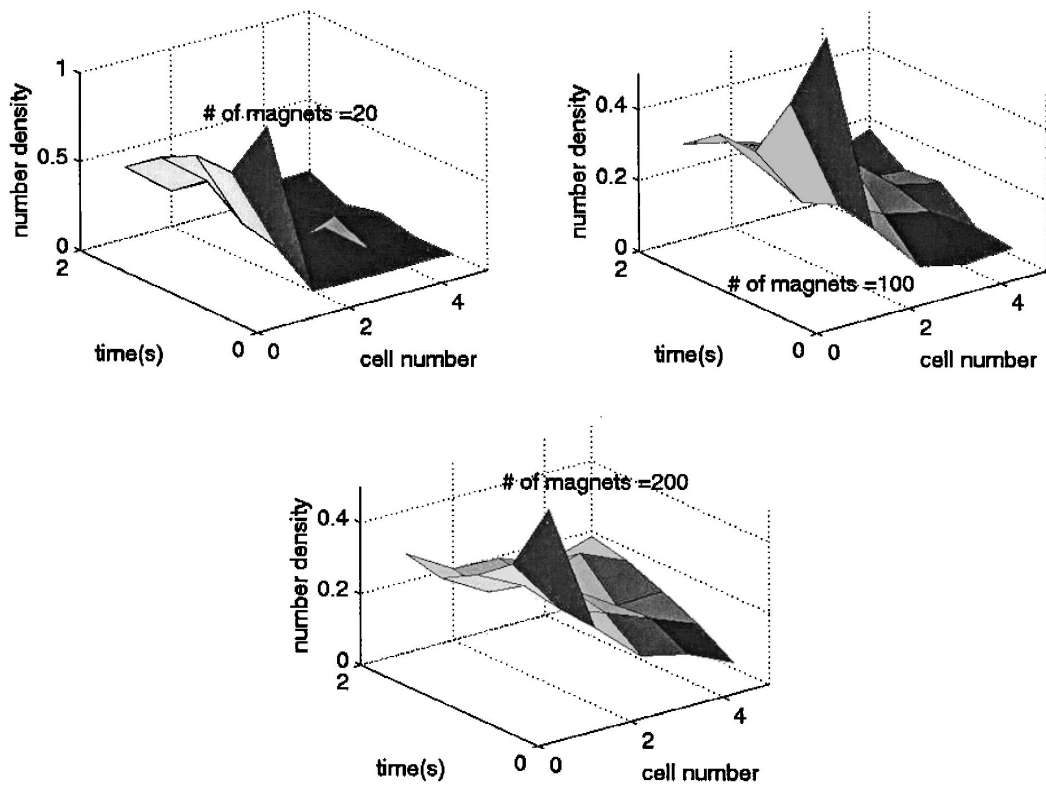 1
0.5
0
number density
# of magnets =20
2
0
0
2
4
time(s)
cell number
0.4
0.2
0
number density
# of magnets =100
2
0
0
2
4
time(s)
cell number
0.4
0.2
0
number density
# of magnets =200
2
0
0
2
4
time(s)
cell number